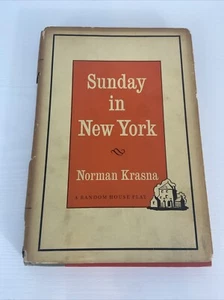 Sunday
in
New York
Norman Krasna
A RANDOM HOUSE PLAY